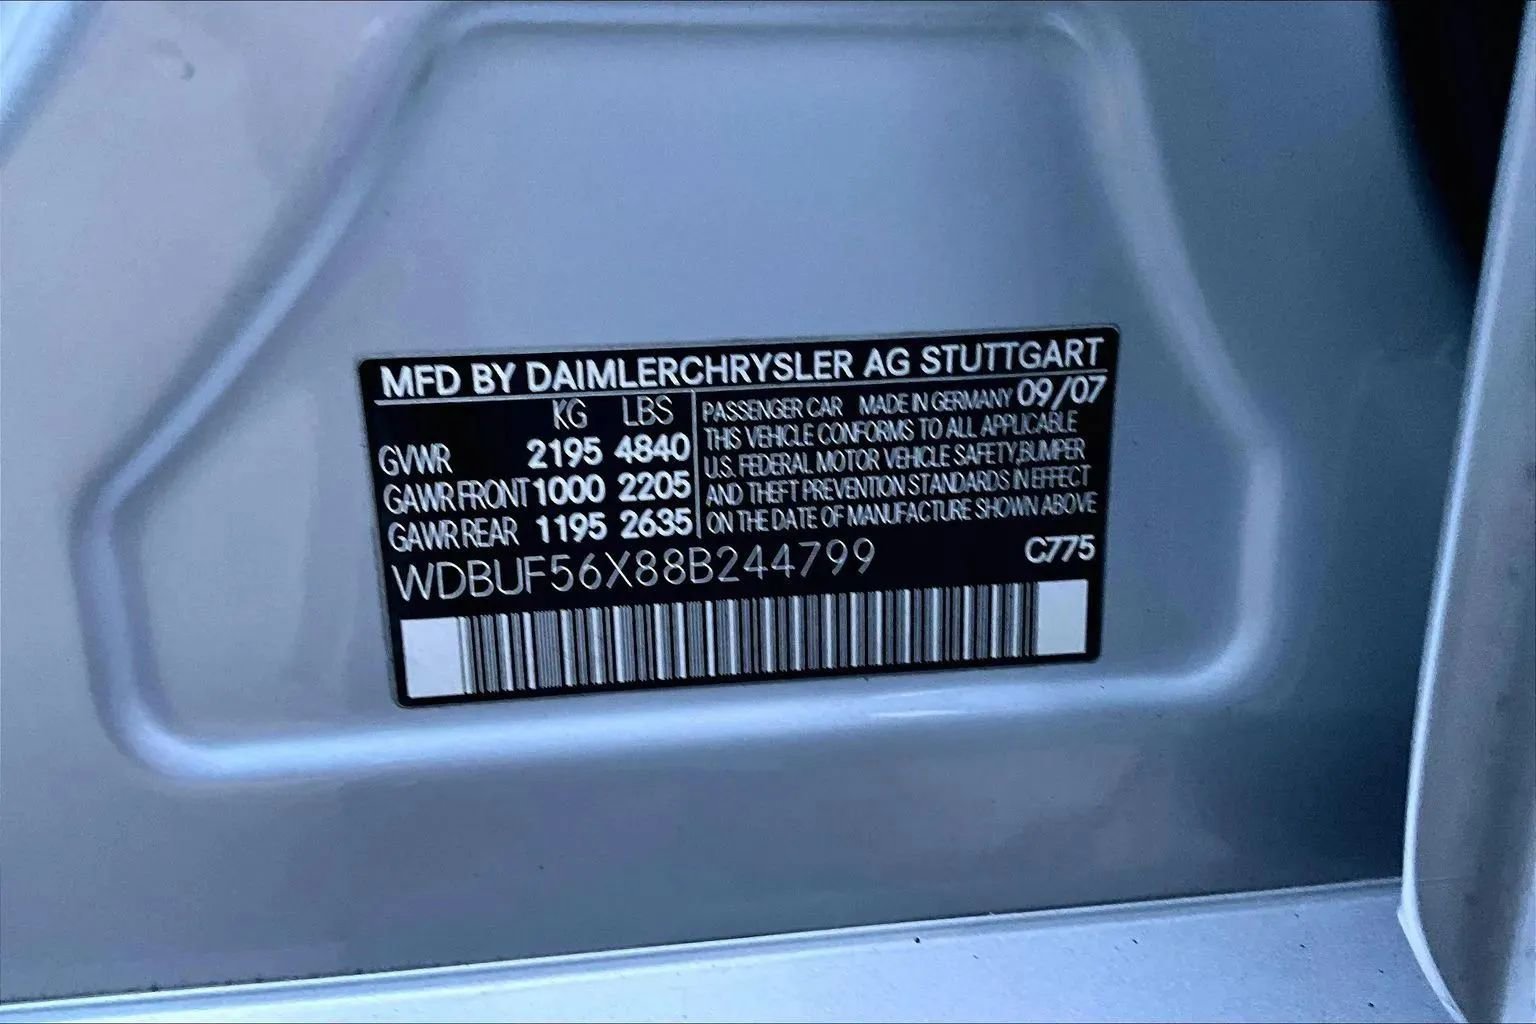 MFD BY DAIMLERCHRYSLER AG STUTTGART
KG LBS
GVWR 2195 4840
GAWR FRONT 1000 2205
GAWR REAR 1195 2635
PASSENGER CAR MADE IN GERMANY 09/07
THIS VEHICLE CONFORMS TO ALL APPLICABLE
U.S. FEDERAL MOTOR VEHICLE SAFETY,BUMPER
AND THEFT PREVENTION STANDARDS IN EFFECT
ON THE DATE OF MANUFACTURE SHOWN ABOVE
WDBUF56X88B244799 C775